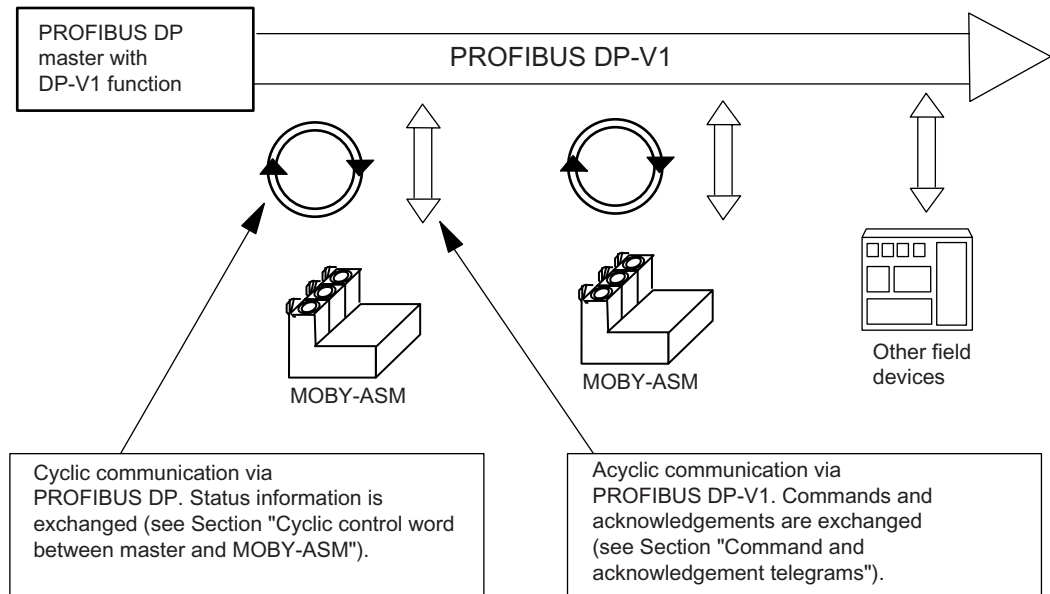 PROFIBUS DP
master with
DP-V1 function
PROFIBUS DP-V1
MOBY-ASM
MOBY-ASM
Other field
devices
Cyclic communication via
PROFIBUS DP. Status information is
exchanged (see Section "Cyclic control word
between master and MOBY-ASM").
Acyclic communication via
PROFIBUS DP-V1. Commands and
acknowledgements are exchanged
(see Section "Command and
acknowledgement telegrams").